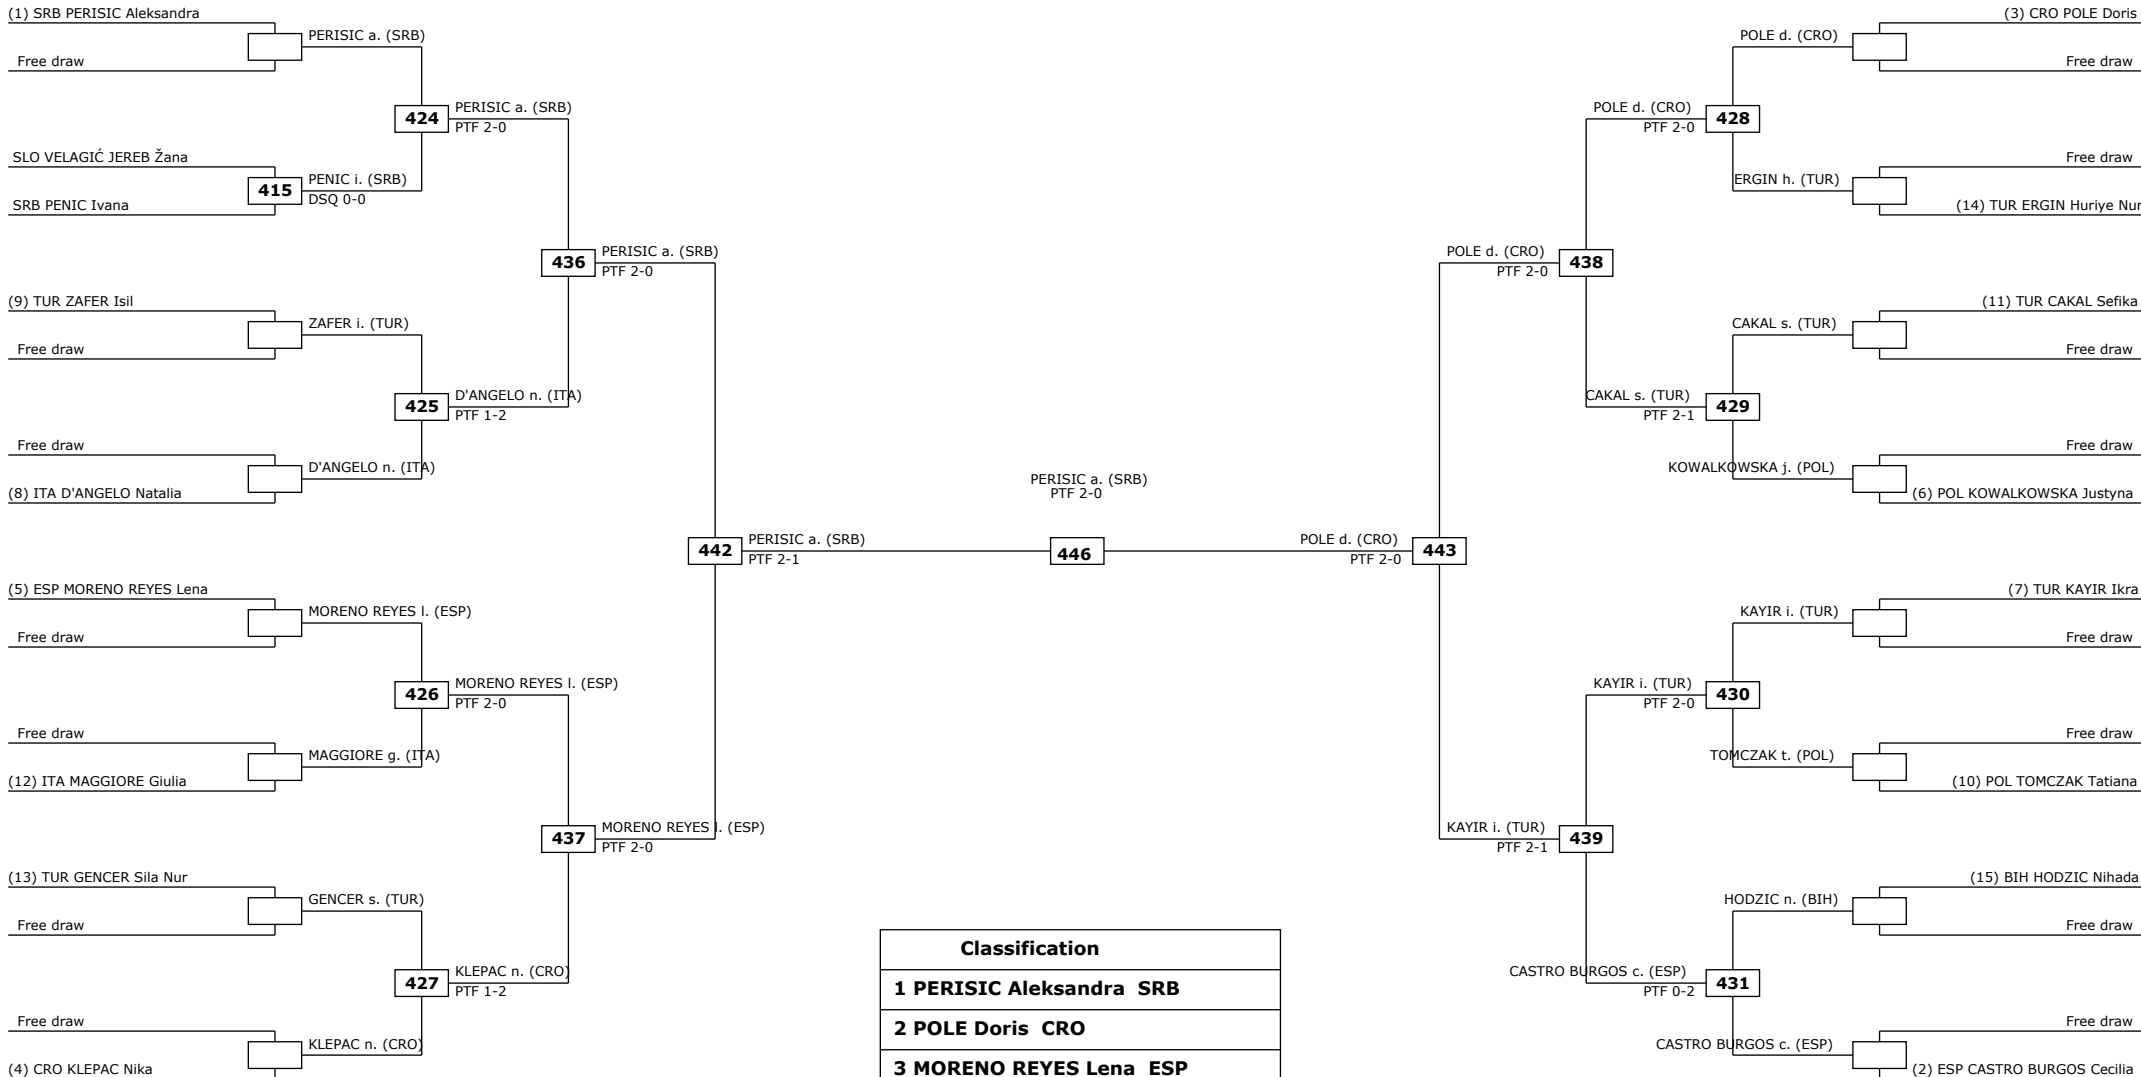 (1) SRB PERISIC Aleksandra
PERISIC a. (SRB)
Free draw
424
PERISIC a. (SRB)
PTF 2-0
SLO VELAGIĆ JEREB Žana
415
PENIC i. (SRB)
DSQ 0-0
SRB PENIC Ivana
436
PERISIC a. (SRB)
PTF 2-0
(9) TUR ZAFER Isil
ZAFER i. (TUR)
Free draw
425
D'ANGELO n. (ITA)
PTF 1-2
Free draw
D'ANGELO n. (ITA)
(8) ITA D'ANGELO Natalia
442
PERISIC a. (SRB)
PTF 2-1
(5) ESP MORENO REYES Lena
MORENO REYES l. (ESP)
Free draw
426
MORENO REYES l. (ESP)
PTF 2-0
Free draw
MAGGIORE g. (ITA)
(12) ITA MAGGIORE Giulia
437
MORENO REYES l. (ESP)
PTF 2-0
(13) TUR GENCER Sila Nur
GENCER s. (TUR)
Free draw
427
KLEPAC n. (CRO)
PTF 1-2
Free draw
KLEPAC n. (CRO)
(4) CRO KLEPAC Nika
PERISIC a. (SRB)
PTF 2-0
446
(3) CRO POLE Doris
POLE d. (CRO)
Free draw
POLE d. (CRO)
PTF 2-0
428
Free draw
ERGIN h. (TUR)
(14) TUR ERGIN Huriye Nur
POLE d. (CRO)
PTF 2-0
438
(11) TUR CAKAL Sefika
CAKAL s. (TUR)
Free draw
CAKAL s. (TUR)
PTF 2-1
429
Free draw
KOWALKOWSKA j. (POL)
(6) POL KOWALKOWSKA Justyna
POLE d. (CRO)
PTF 2-0
443
(7) TUR KAYIR Ikra
KAYIR i. (TUR)
Free draw
KAYIR i. (TUR)
PTF 2-0
430
Free draw
TOMCZAK t. (POL)
(10) POL TOMCZAK Tatiana
KAYIR i. (TUR)
PTF 2-1
439
(15) BIH HODZIC Nihada
HODZIC n. (BIH)
Free draw
CASTRO BURGOS c. (ESP)
PTF 0-2
431
Free draw
CASTRO BURGOS c. (ESP)
(2) ESP CASTRO BURGOS Cecilia
Classification
1 PERISIC Aleksandra SRB
2 POLE Doris CRO
3 MORENO REYES Lena ESP